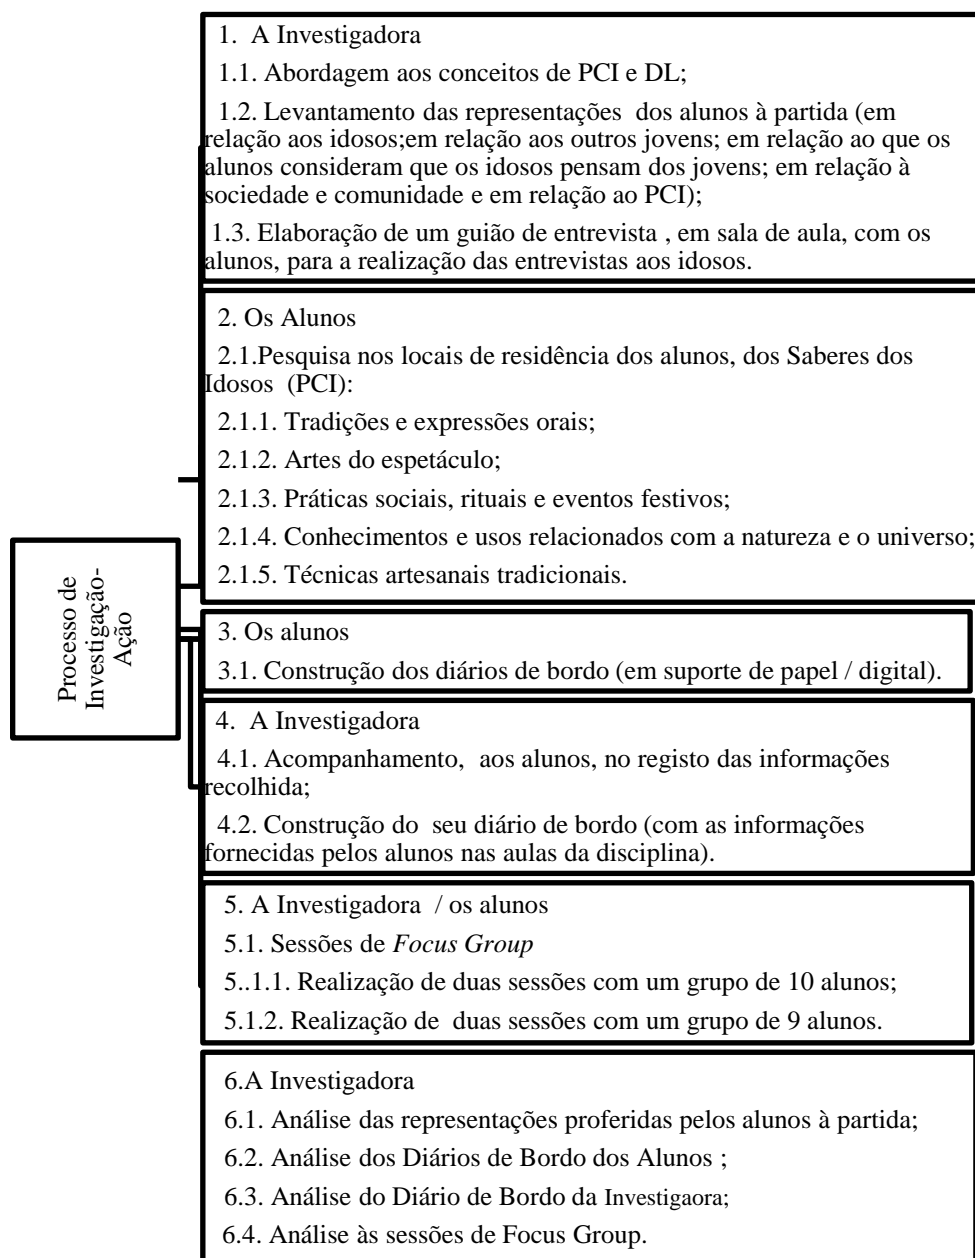 1. A Investigadora
1.1. Abordagem aos conceitos de PCI e DL;
1.2. Levantamento das representações dos alunos à partida (em
relação aos idosos;em relação aos outros jovens; em relação ao que os
alunos consideram que os idosos pensam dos jovens; em relação à
sociedade e comunidade e em relação ao PCI);
1.3. Elaboração de um guião de entrevista , em sala de aula, com os
alunos, para a realização das entrevistas aos idosos.
2. Os Alunos
2.1.Pesquisa nos locais de residência dos alunos, dos Saberes dos
Idosos (PCI):
2.1.1. Tradições e expressões orais;
2.1.2. Artes do espetáculo;
2.1.3. Práticas sociais, rituais e eventos festivos;
2.1.4. Conhecimentos e usos relacionados com a natureza e o universo;
2.1.5. Técnicas artesanais tradicionais.
Processo de
Investigação-
Ação
3. Os alunos
3.1. Construção dos diários de bordo (em suporte de papel / digital).
4. A Investigadora
4.1. Acompanhamento, aos alunos, no registo das informações
recolhida;
4.2. Construção do seu diário de bordo (com as informações
fornecidas pelos alunos nas aulas da disciplina).
5. A Investigadora / os alunos
5.1. Sessões de Focus Group
5..1.1. Realização de duas sessões com um grupo de 10 alunos;
5.1.2. Realização de duas sessões com um grupo de 9 alunos.
6.A Investigadora
6.1. Análise das representações proferidas pelos alunos à partida;
6.2. Análise dos Diários de Bordo dos Alunos ;
6.3. Análise do Diário de Bordo da Investigaora;
6.4. Análise às sessões de Focus Group.